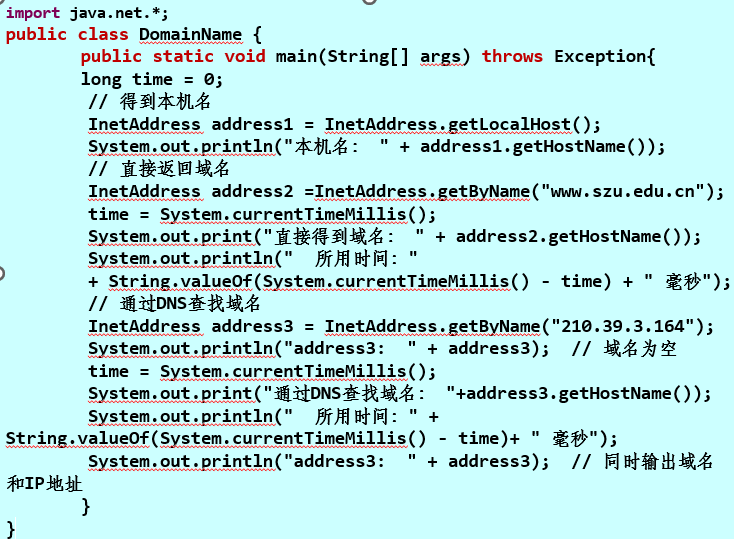 import java.net.*;
public class DomainName {
public static void main(String[] args) throws Exception{
long time = 0;
// 得到本机名
InetAddress address1 = InetAddress.getLocalHost();
System.out.println("本机名: " + address1.getHostName());
// 直接返回域名
InetAddress address2 =InetAddress.getByName("www.szu.edu.cn");
time = System.currentTimeMillis();
System.out.print("直接得到域名: " + address2.getHostName());
System.out.println("  所用时间:"
+ String.valueOf(System.currentTimeMillis() - time) + " 毫秒");
// 通过DNS查找域名
InetAddress address3 = InetAddress.getByName("210.39.3.164");
System.out.println("address3:  " + address3);  // 域名为空
time = System.currentTimeMillis();
System.out.print("通过DNS查找域名: "+address3.getHostName());
System.out.println("  所用时间:" +
String.valueOf(System.currentTimeMillis() - time)+ " 毫秒");
System.out.println("address3:  " + address3);  // 同时输出域名
和IP地址
}
}